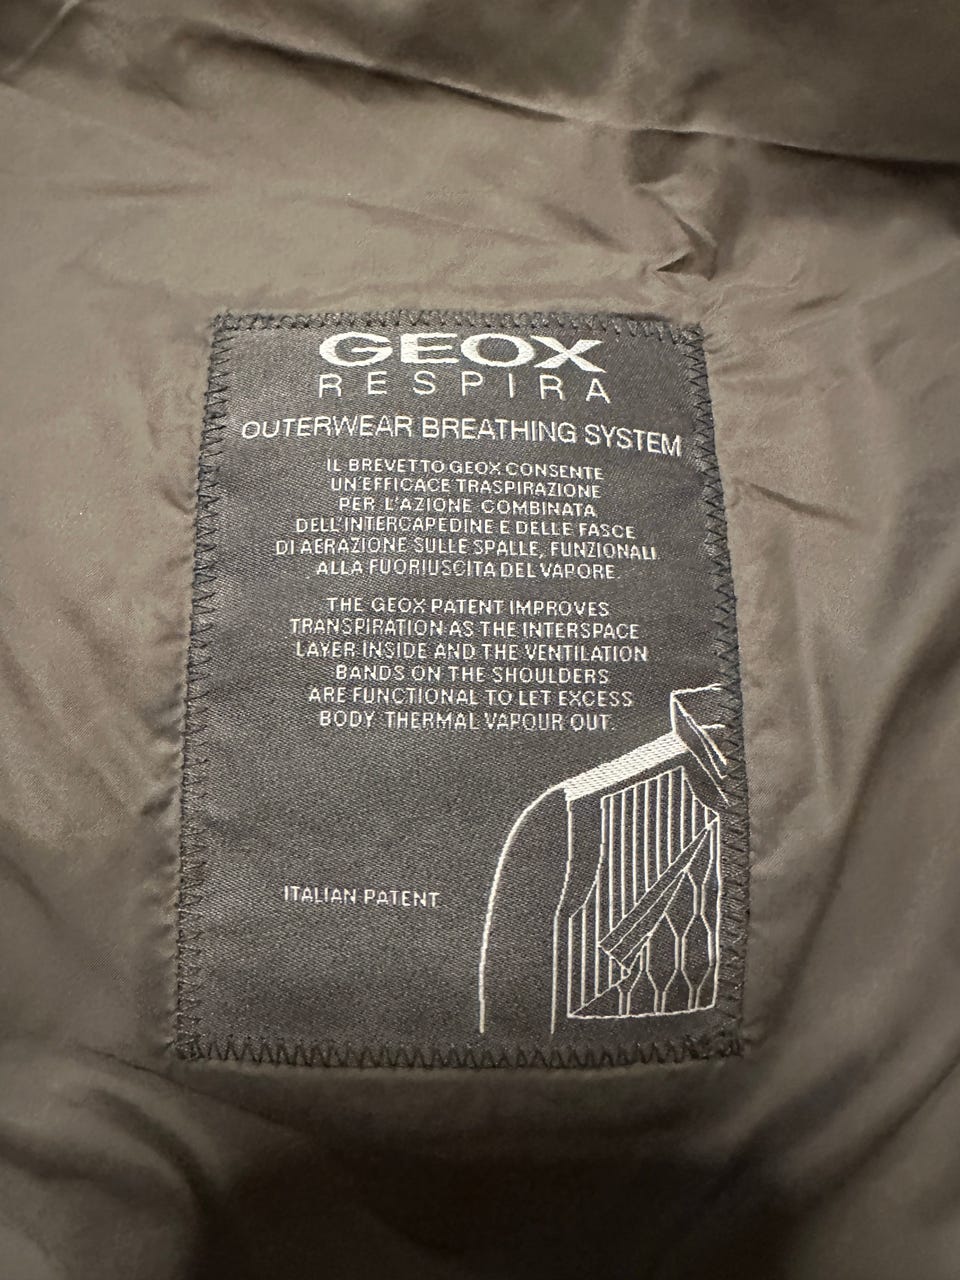 GEOX
RESPIRA
OUTERWEAR BREATHING SYSTEM
IL BREVETTO GEOX CONSENTE
UN'EFFICACE TRASPIRAZIONE
PER L'AZIONE COMBINATA
DELL'INTERCAPEDINE E DELLE FASCE
DI AERAZIONE SULLE SPALLE, FUNZIONALI
ALLA FUORIUSCITA DEL VAPORE.
THE GEOX PATENT IMPROVES
TRANSPIRATION AS THE INTERSPACE
LAYER INSIDE AND THE VENTILATION
BANDS ON THE SHOULDERS
ARE FUNCTIONAL TO LET EXCESS
BODY THERMAL VAPOUR OUT.
ITALIAN PATENT